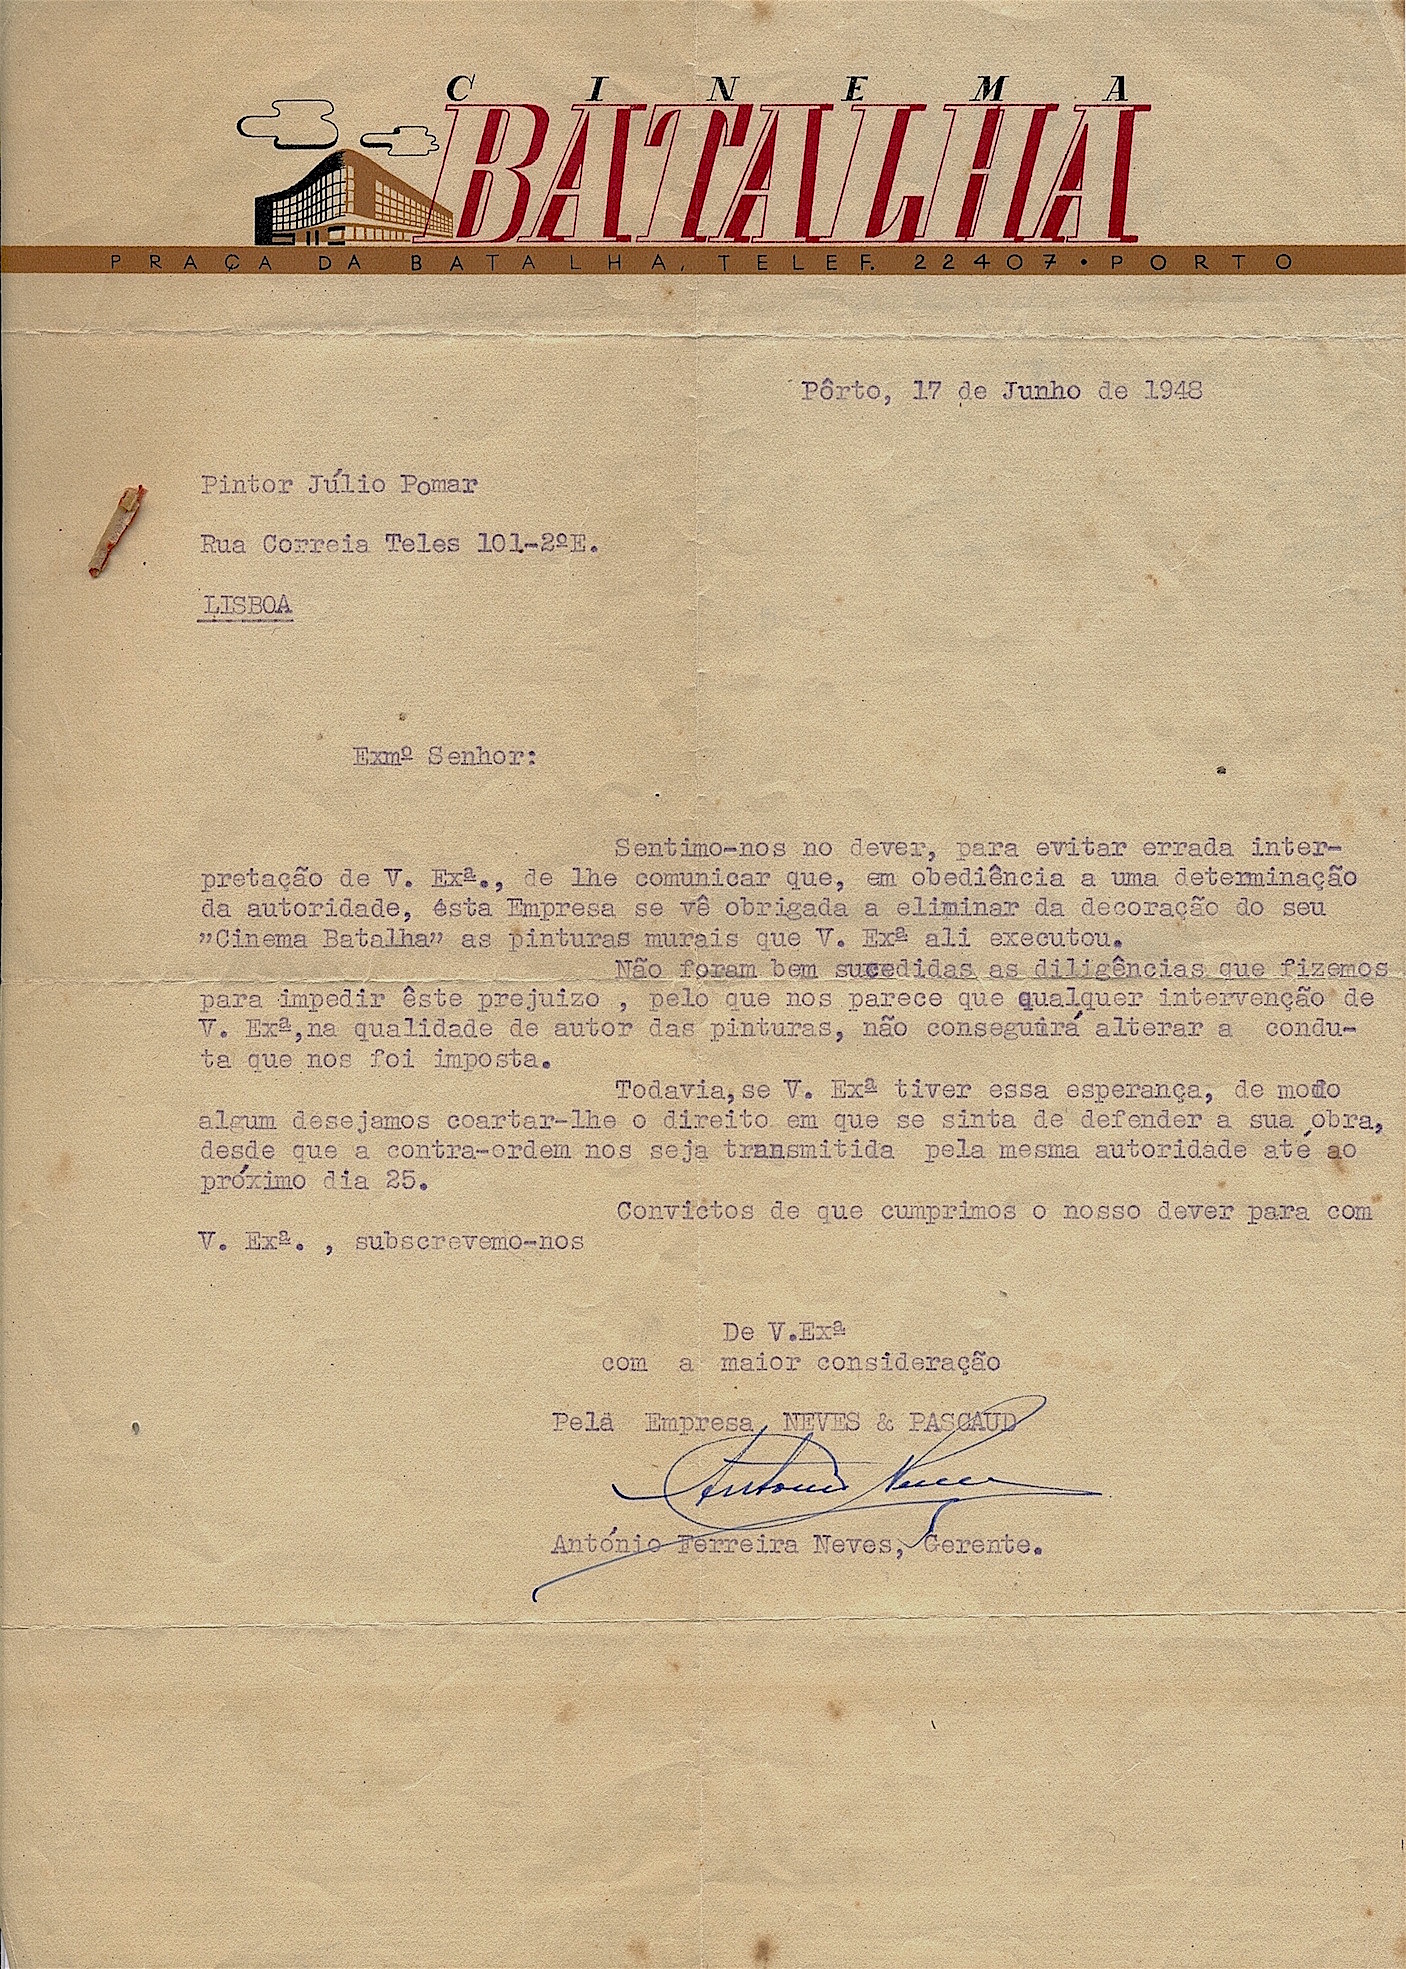 CINEMA
BATALHA
PRAÇA DA BATALHA, TELEF. 22407 • PORTO
Pôrto, 17 de Junho de 1948
Pintor Júlio Pomar
Rua Correia Teles 101-2ºE.
LISBOA
Exmº Senhor:
Sentimo-nos no dever, para evitar errada inter-
pretação de V. Exª., de lhe comunicar que, em obediência a uma determinação
da autoridade, ésta Empresa se vê obrigada a eliminar da decoração do seu
"Cinema Batalha" as pinturas murais que V. Exª ali executou.
Não foram bem sucedidas as diligências que fizemos
para impedir êste prejuizo , pelo que nos parece que qualquer intervenção de
V. Exª,na qualidade de autor das pinturas, não conseguirá alterar a condu-
ta que nos foi imposta.
Todavia,se V. Exª tiver essa esperança, de modo
algum desejamos coartar-lhe o direito em que se sinta de defender a sua obra,
desde que a contra-ordem nos seja transmitida pela mesma autoridade até ao
próximo dia 25.
Convictos de que cumprimos o nosso dever para com
V. Exª. , subscrevemo-nos
De V.Exª
com a maior consideração
Pela Empresa NEVES & PASCAUD
António Neves
António Ferreira Neves, Gerente.